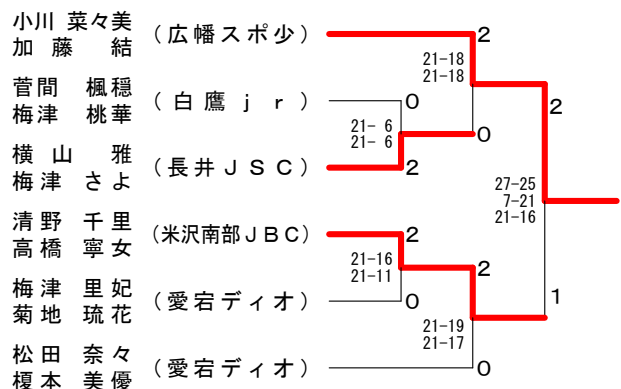 小川 菜々美
加藤 結
(広幡スポ少)
2
21-18
21-18
菅間 楓穏
梅津 桃華
(白鷹jr)
0
2
21- 6
21- 6
0
横山 雅
梅津 さよ
(長井JSC)
2
27-25
7-21
21-16
清野 千里
高橋 寧女
(米沢南部JBC)
2
21-16
21-11
2
梅津 里妃
菊地 琉花
(愛宕ディオ)
0
1
21-19
21-17
松田 奈々
榎本 美優
(愛宕ディオ)
0